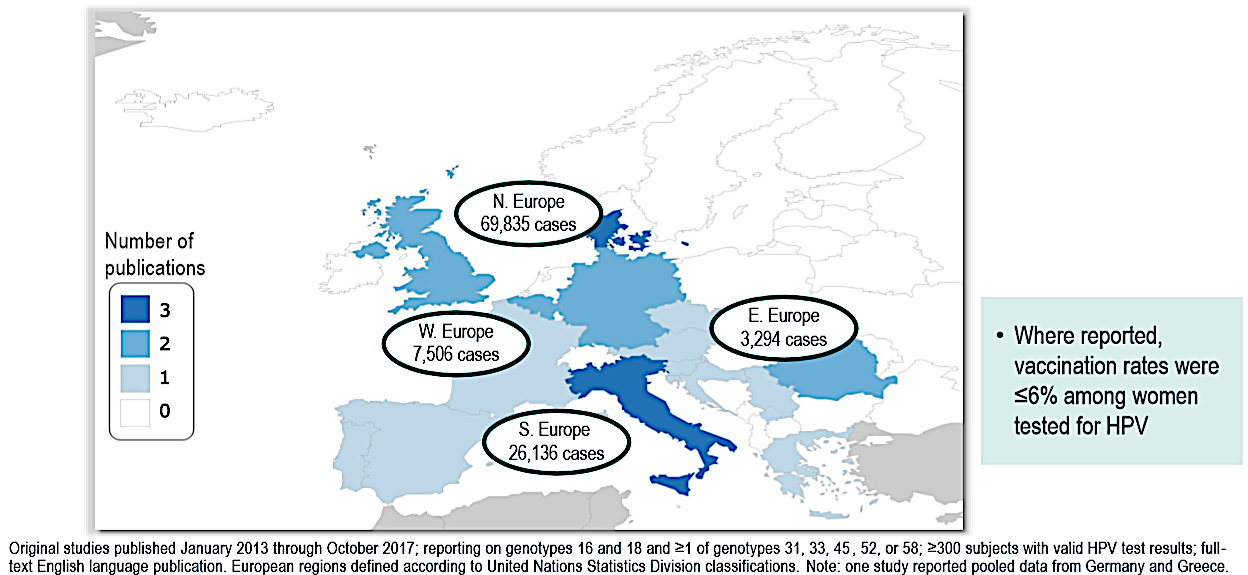 N. Europe
69,835 cases
Number of
publications
3
2
1
0
W. Europe
7,506 cases
E. Europe
3,294 cases
S. Europe
26,136 cases
• Where reported,
vaccination rates were
≤6% among women
tested for HPV
Original studies published January 2013 through October 2017; reporting on genotypes 16 and 18 and ≥1 of genotypes 31, 33, 45, 52, or 58; ≥300 subjects with valid HPV test results; full-
text English language publication. European regions defined according to United Nations Statistics Division classifications. Note: one study reported pooled data from Germany and Greece.